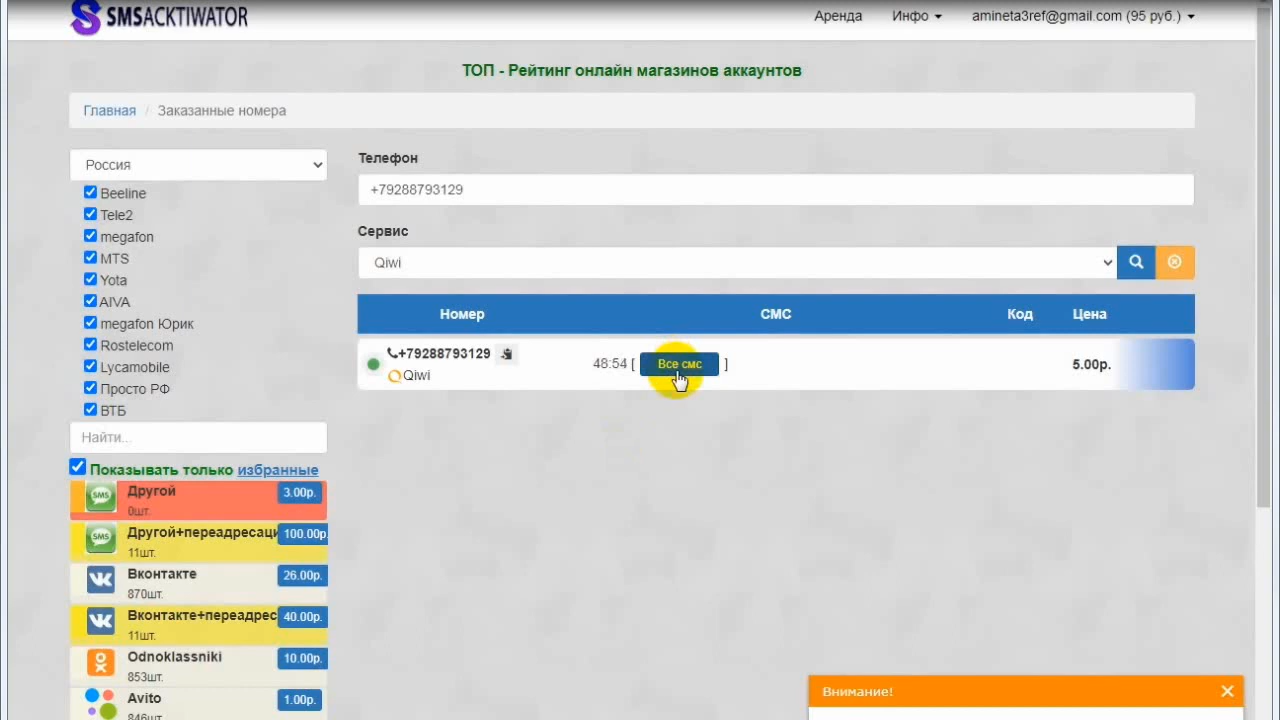 SMSACKTIWATOR
Аренда
Инфо
amineta3ref@gmail.com (95 руб.)
ТОП - Рейтинг онлайн магазинов аккаунтов
Главная / Заказанные номера
Россия
Beeline
Tele2
megafon
MTS
Yota
AIVA
megafon Юрик
Rostelecom
Lycamobile
Просто РФ
ВТБ
Найти...
Показывать только избранные
Другой 3.00р.
0шт.
Другой+переадресаци 100.00р.
11шт.
Вконтакте 26.00р.
870шт.
Вконтакте+переадрес 40.00р.
11шт.
Odnoklassniki 10.00р.
853шт.
Avito 1.00р.
846шт.
Телефон
+79288793129
Сервис
Qiwi
Номер СМС Код Цена
+79288793129
Qiwi
48:54 [ Все смс ] 5.00р.
Внимание!